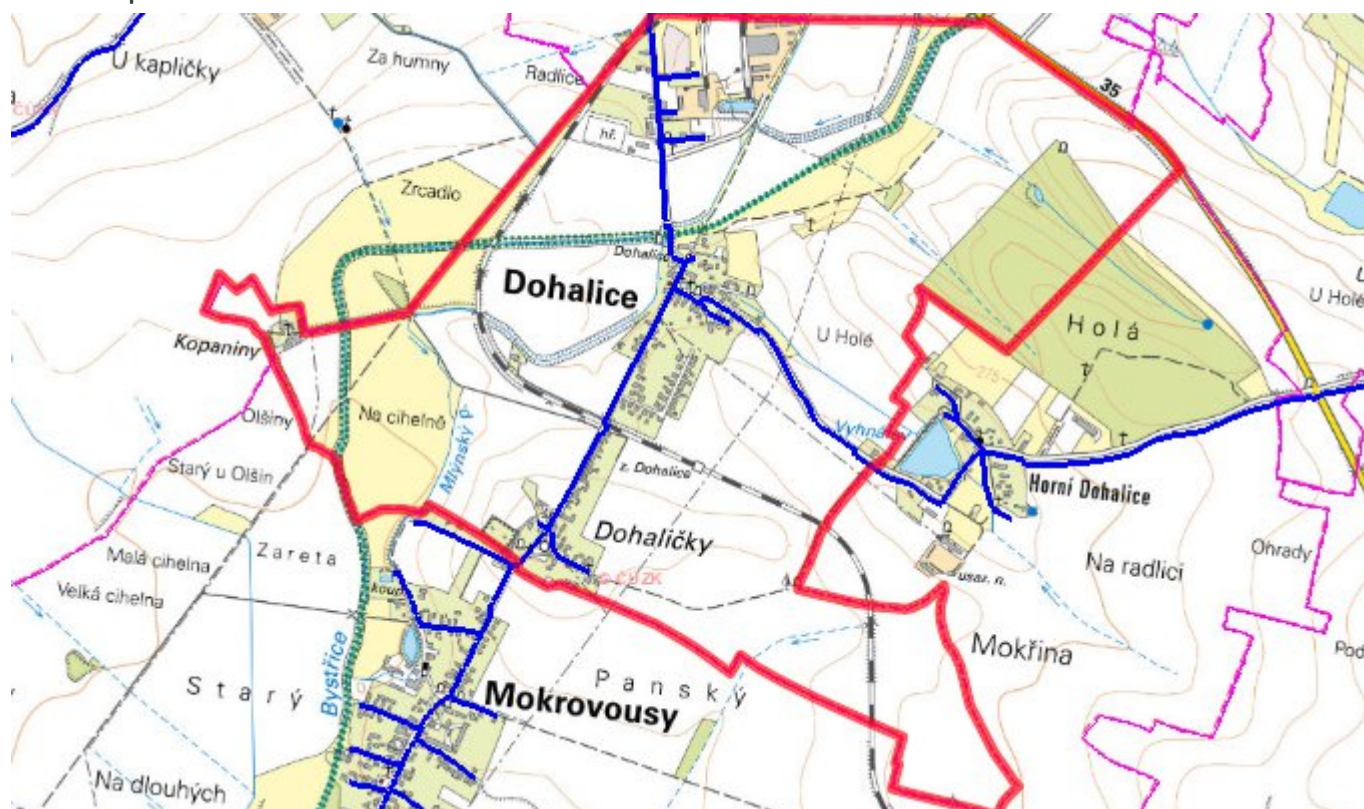 U kapličky
Za humny
Radlice
35
hř.
Zrcadlo
Dohalice
Dohalice
U Holé
U Holé
Holá
275
Kopaniny
Olšiny
Na cihelně
Mlýnský p.
Starý u Olšin
z. Dohalice
Horní Dohalice
Dohaličky
Ohrady
Zareta
Malá cihelna
© ČÚZK
usaz. n.
Na radlici
Velká cihelna
koup.
Mokřina
Panský
Starý
Bystřice
Mokrovousy
Na dlouhých